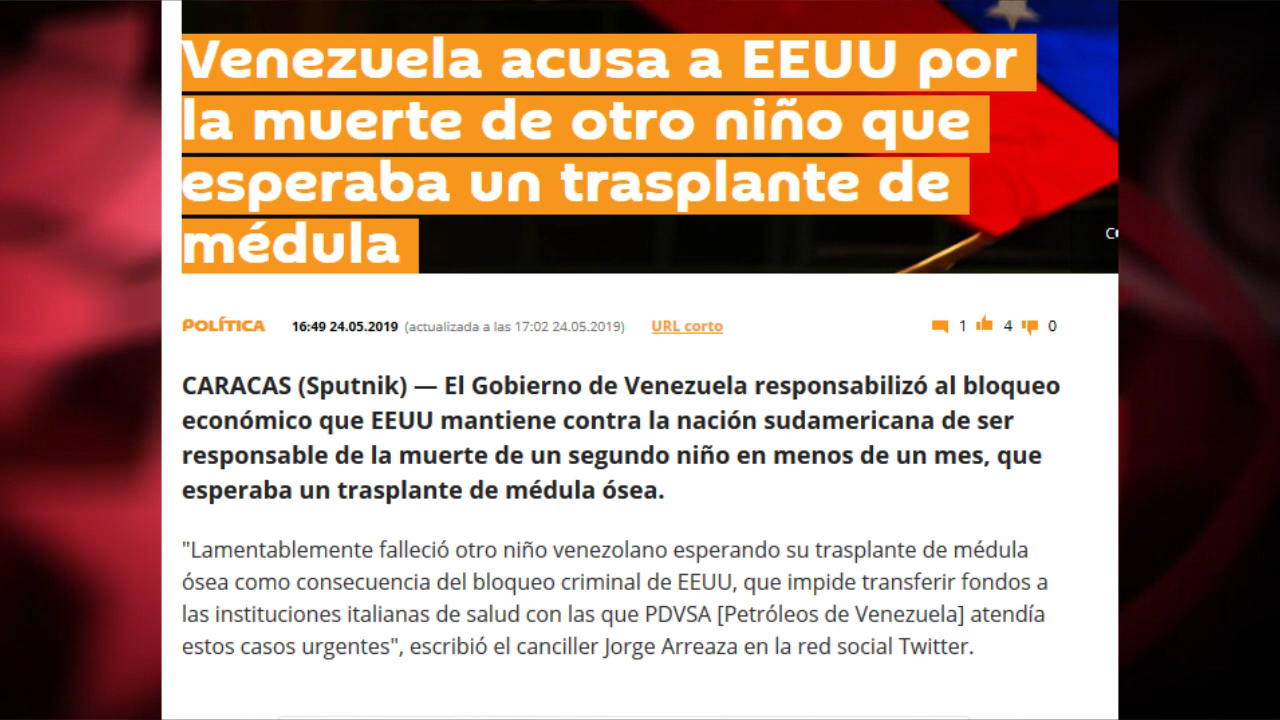 Venezuela acusa a EEUU por
la muerte de otro niño que
esperaba un trasplante de
médula
POLÍTICA 16:49 24.05.2019 (actualizada a las 17:02 24.05.2019) URL corto 1 4 0
CARACAS (Sputnik) — El Gobierno de Venezuela responsabilizó al bloqueo
económico que EEUU mantiene contra la nación sudamericana de ser
responsable de la muerte de un segundo niño en menos de un mes, que
esperaba un trasplante de médula ósea.
"Lamentablemente falleció otro niño venezolano esperando su trasplante de médula
ósea como consecuencia del bloqueo criminal de EEUU, que impide transferir fondos a
las instituciones italianas de salud con las que PDVSA [Petróleos de Venezuela] atendía
estos casos urgentes", escribió el canciller Jorge Arreaza en la red social Twitter.